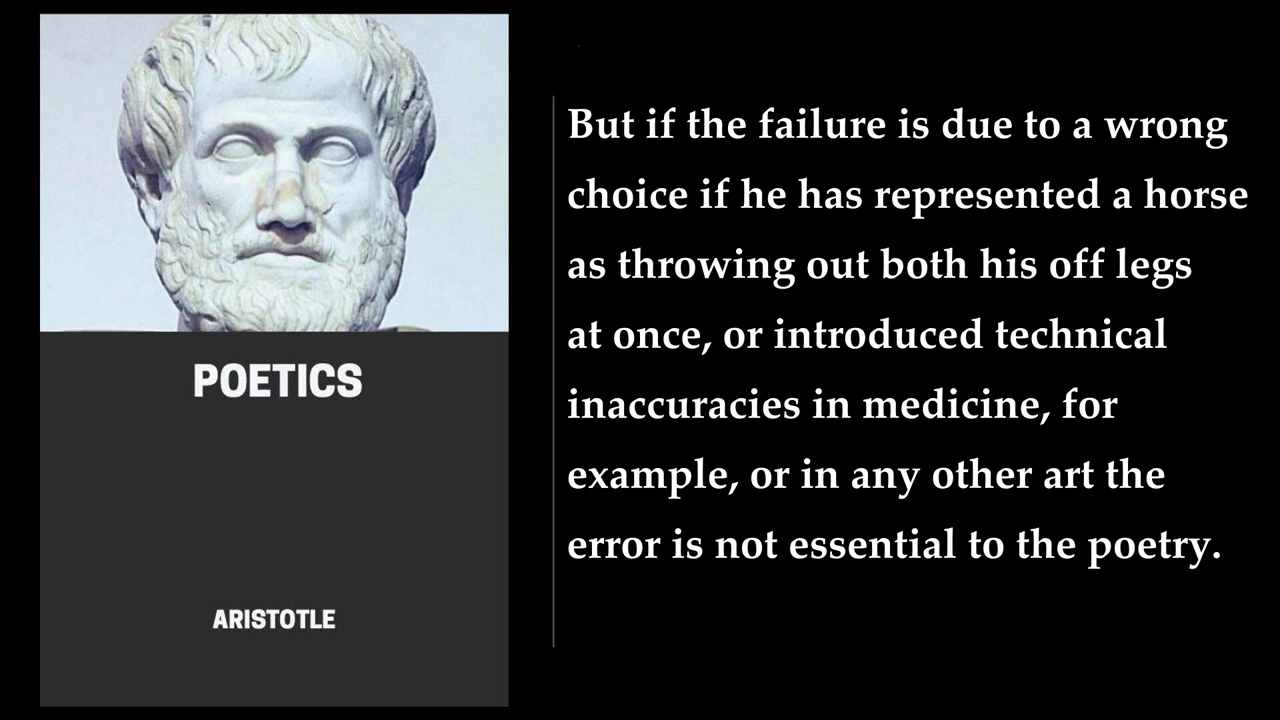 POETICS
ARISTOTLE
But if the failure is due to a wrong
choice if he has represented a horse
as throwing out both his off legs
at once, or introduced technical
inaccuracies in medicine, for
example, or in any other art the
error is not essential to the poetry.